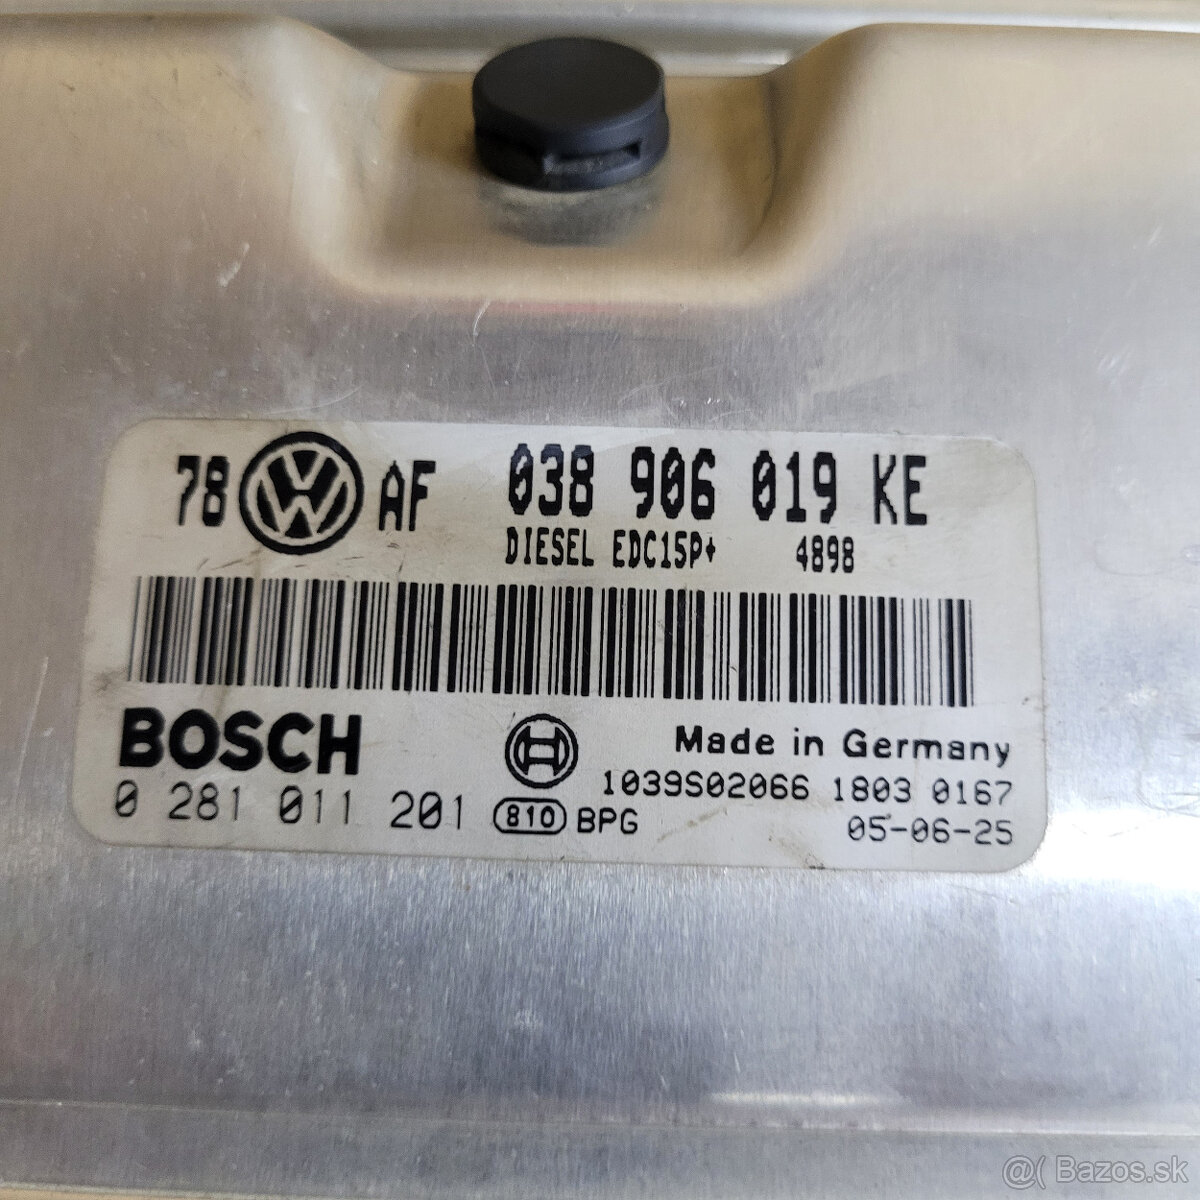 78 VW AF 038 906 019 KE
DIESEL EDC15P+ 4898
BOSCH
Made in Germany
1039S02066 1803 0167
0 281 011 201 810 BPG 05-06-25
@( Bazos.sk